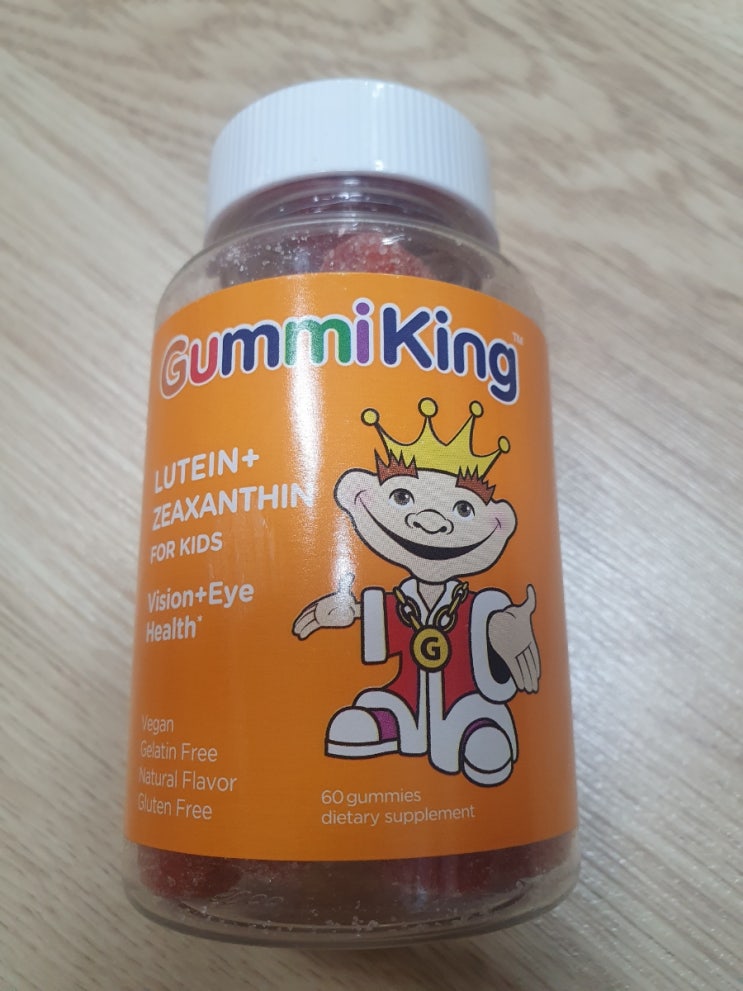 GummiKing™
LUTEIN+
ZEAXANTHIN
FOR KIDS
Vision+Eye
Health*
G
Vegan
Gelatin Free
Natural Flavor
Gluten Free
60 gummies
dietary supplement